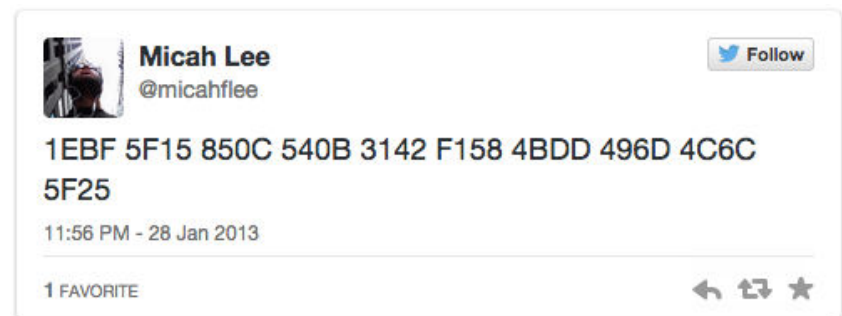 Micah Lee
Follow
@micahflee
1EBF 5F15 850C 540B 3142 F158 4BDD 496D 4C6C
5F25
11:56 PM - 28 Jan 2013
1 FAVORITE